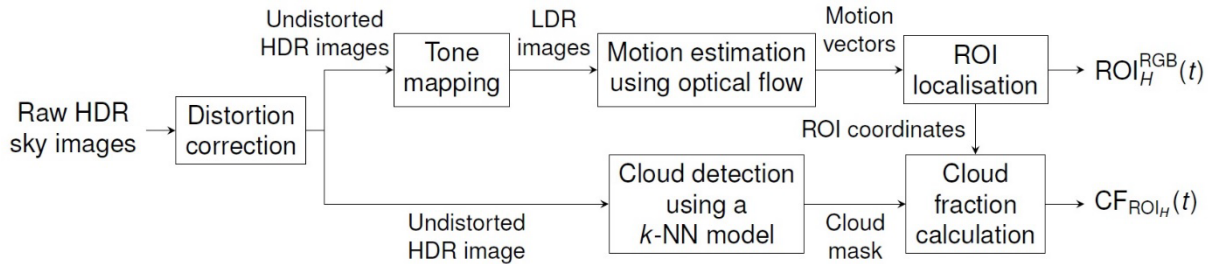 Undistorted
HDR images
LDR
images
Motion
vectors
Tone
mapping
Motion estimation
using optical flow
ROI
localisation
ROI_H^RGB(t)
Raw HDR
sky images
Distortion
correction
ROI coordinates
Cloud detection
using a
k-NN model
Cloud
fraction
calculation
CF_ROI_H(t)
Undistorted
HDR image
Cloud
mask